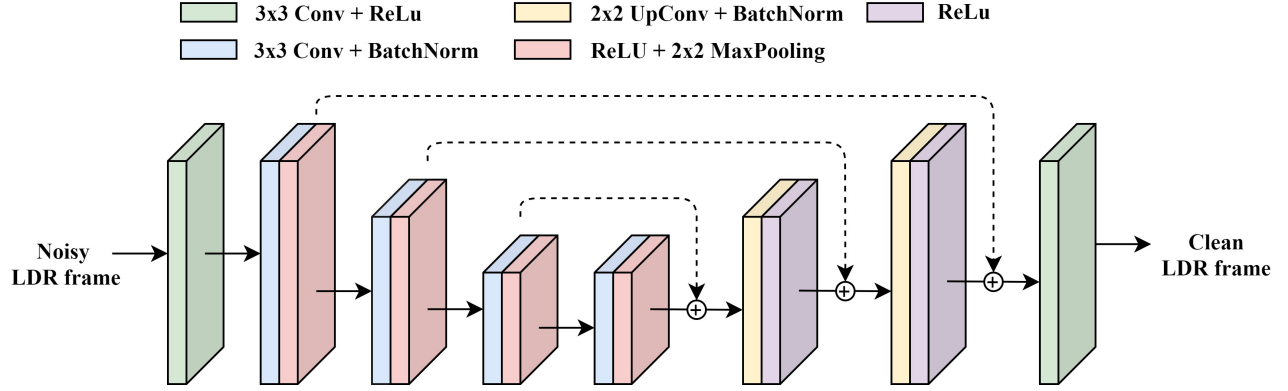 3x3 Conv + ReLu
2x2 UpConv + BatchNorm
ReLu
3x3 Conv + BatchNorm
ReLU + 2x2 MaxPooling
Noisy
LDR frame
Clean
LDR frame